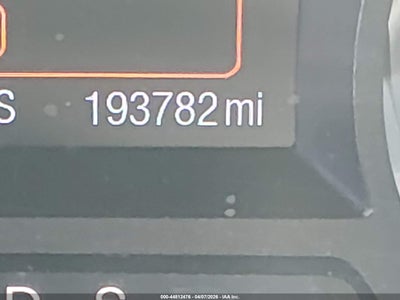 S 193782 mi
D S
000-44812476 - 04/07/2026 - IAA Inc.